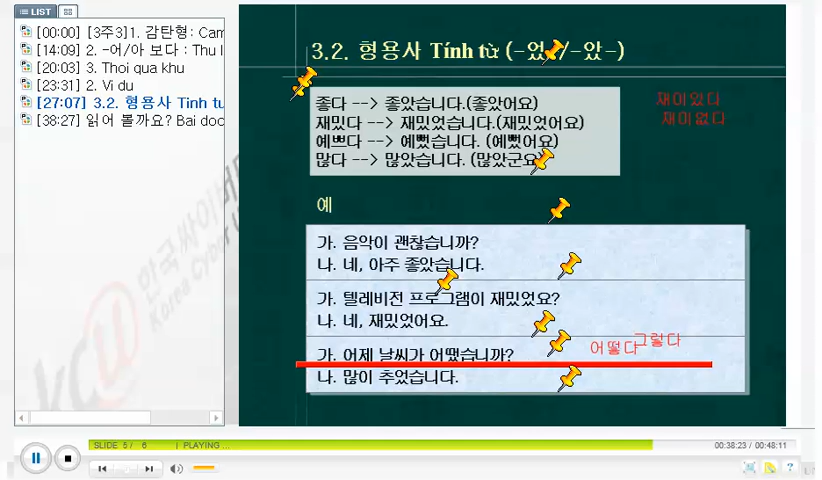 LIST
[00:00] [3주3]1. 감탄형: Cam
[14:09] 2. -어/아 보다 : Thu l
[20:03] 3. Thoi qua khu
[23:31] 2. Vi du
[27:07] 3.2. 형용사 Tinh tu
[38:27] 읽어 볼까요? Bai doc
3.2. 형용사 Tính từ (-었-/-았-)
좋다 --> 좋았습니다.(좋았어요)
재밌다 --> 재밌었습니다.(재밌었어요)
예쁘다 --> 예뻤습니다. (예뻤어요)
많다 --> 많았습니다. (많았군요)
재미있다
재미없다
예
가. 음악이 괜찮습니까?
나. 네, 아주 좋았습니다.
가. 텔레비전 프로그램이 재밌었요?
나. 네, 재밌었어요.
가. 어제 날씨가 어땠습니까?
어떻다 그렇다
나. 많이 추었습니다.
SLIDE 5 / 6 | PLAYING ...
00:38:23 / 00:48:11